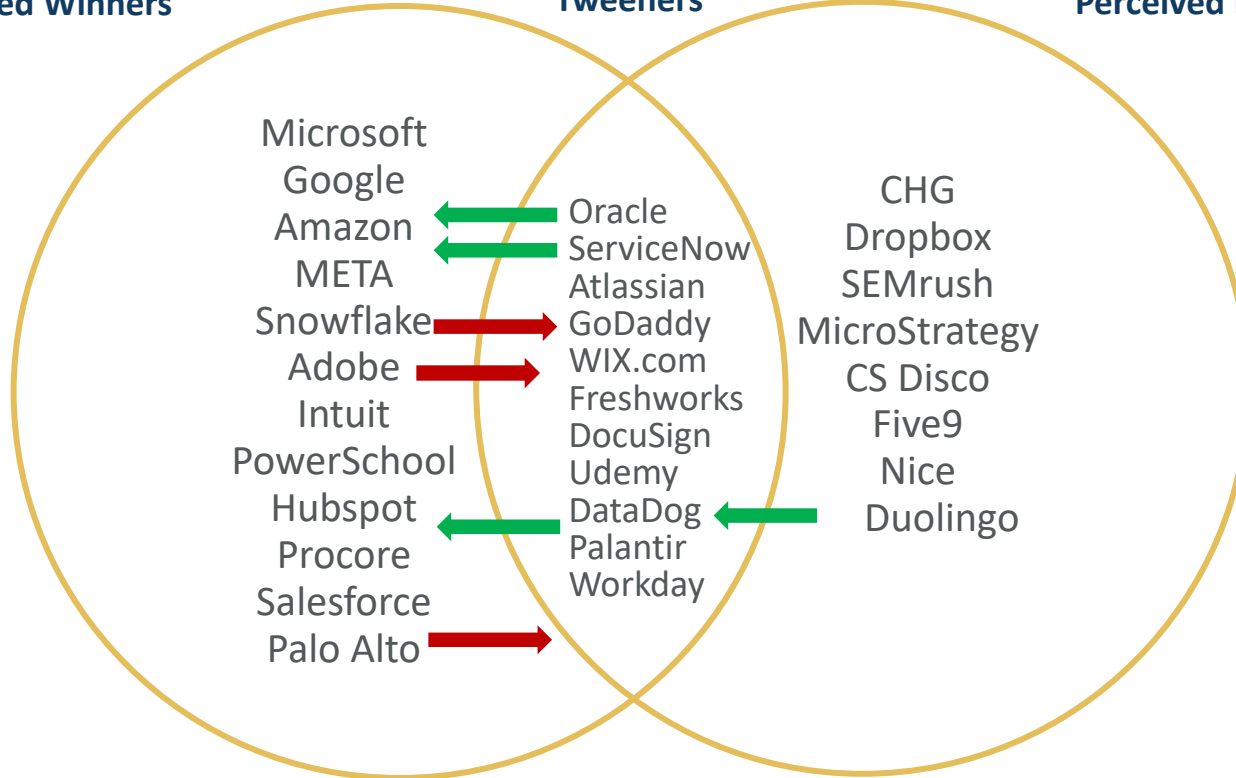 ed Winners
Tweeners
Perceived
Microsoft
Google
Amazon
META
Snowflake
Adobe
Intuit
PowerSchool
Hubspot
Procore
Salesforce
Palo Alto
Oracle
ServiceNow
Atlassian
GoDaddy
WIX.com
Freshworks
DocuSign
Udemy
DataDog
Palantir
Workday
CHG
Dropbox
SEMrush
MicroStrategy
CS Disco
Five9
Nice
Duolingo